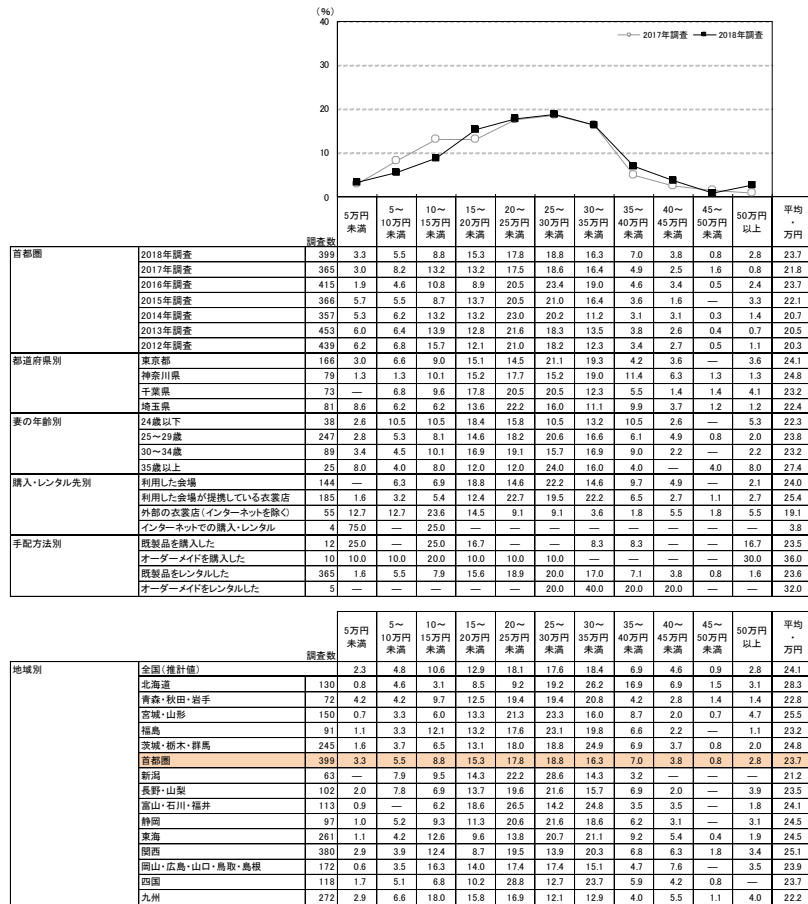 (%)
40
30
20
10
0
2017年調査 2018年調査
調査数 5万円未満 5~10万円未満 10~15万円未満 15~20万円未満 20~25万円未満 25~30万円未満 30~35万円未満 35~40万円未満 40~45万円未満 45~50万円未満 50万円以上 平均・万円
首都圏 2018年調査 399 3.3 5.5 8.8 15.3 17.8 18.8 16.3 7.0 3.8 0.8 2.8 23.7
2017年調査 365 3.0 8.2 13.2 13.2 17.5 18.6 16.4 4.9 2.5 1.6 0.8 21.8
2016年調査 415 1.9 4.6 10.8 8.9 20.5 23.4 19.0 4.6 3.4 0.5 2.4 23.7
2015年調査 366 5.7 5.5 8.7 13.7 20.5 21.0 16.4 3.6 1.6 — 3.3 22.1
2014年調査 357 5.3 6.2 13.2 13.2 23.0 20.2 11.2 3.1 3.1 0.3 1.4 20.7
2013年調査 453 6.0 6.4 13.9 12.8 21.6 18.3 13.5 3.8 2.6 0.4 0.7 20.5
2012年調査 439 6.2 6.8 15.7 12.1 21.0 18.2 12.3 3.4 2.7 0.5 1.1 20.3
都道府県別 東京都 166 3.0 6.6 9.0 15.1 14.5 21.1 19.3 4.2 3.6 — 3.6 24.1
神奈川県 79 1.3 1.3 10.1 15.2 17.7 15.2 19.0 11.4 6.3 1.3 1.3 24.8
千葉県 73 — 6.8 9.6 17.8 20.5 20.5 12.3 5.5 1.4 1.4 4.1 23.2
埼玉県 81 8.6 6.2 6.2 13.6 22.2 16.0 11.1 9.9 3.7 1.2 1.2 22.4
妻の年齢別 24歳以下 38 2.6 10.5 10.5 18.4 15.8 10.5 13.2 10.5 2.6 — 5.3 22.3
25~29歳 247 2.8 5.3 8.1 14.6 18.2 20.6 16.6 6.1 4.9 0.8 2.0 23.8
30~34歳 89 3.4 4.5 10.1 16.9 19.1 15.7 16.9 9.0 2.2 — 2.2 23.2
35歳以上 25 8.0 4.0 8.0 12.0 12.0 24.0 16.0 4.0 — 4.0 8.0 27.4
購入・レンタル先別 利用した会場 144 — 6.3 6.9 18.8 14.6 22.2 14.6 9.7 4.9 — 2.1 24.0
利用した会場が提携している衣裳店 185 1.6 3.2 5.4 12.4 22.7 19.5 22.2 6.5 2.7 1.1 2.7 25.4
外部の衣裳店(インターネットを除く) 55 12.7 12.7 23.6 14.5 9.1 9.1 3.6 1.8 5.5 1.8 5.5 19.1
インターネットでの購入・レンタル 4 75.0 — 25.0 — — — — — — — — 3.8
手配方法別 既製品を購入した 12 25.0 — 25.0 16.7 — — 8.3 8.3 — — 16.7 23.5
オーダーメイドを購入した 10 10.0 10.0 20.0 10.0 10.0 10.0 — — — — 30.0 36.0
既製品をレンタルした 365 1.6 5.5 7.9 15.6 18.9 20.0 17.0 7.1 3.8 0.8 1.6 23.6
オーダーメイドをレンタルした 5 — — — — — 20.0 40.0 20.0 20.0 — — 32.0
調査数 5万円未満 5~10万円未満 10~15万円未満 15~20万円未満 20~25万円未満 25~30万円未満 30~35万円未満 35~40万円未満 40~45万円未満 45~50万円未満 50万円以上 平均・万円
地域別 全国(推計値) 2.3 4.8 10.6 12.9 18.1 17.6 18.4 6.9 4.6 0.9 2.8 24.1
北海道 130 0.8 4.6 3.1 8.5 9.2 19.2 26.2 16.9 6.9 1.5 3.1 28.3
青森・秋田・岩手 72 4.2 4.2 9.7 12.5 19.4 19.4 20.8 4.2 2.8 1.4 1.4 22.8
宮城・山形 150 0.7 3.3 6.0 13.3 21.3 23.3 16.0 8.7 2.0 0.7 4.7 25.5
福島 91 1.1 3.3 12.1 13.2 17.6 23.1 19.8 6.6 2.2 — 1.1 23.2
茨城・栃木・群馬 245 1.6 3.7 6.5 13.1 18.0 18.8 24.9 6.9 3.7 0.8 2.0 24.8
首都圏 399 3.3 5.5 8.8 15.3 17.8 18.8 16.3 7.0 3.8 0.8 2.8 23.7
新潟 63 — 7.9 9.5 14.3 22.2 28.6 14.3 3.2 — — — 21.2
長野・山梨 102 2.0 7.8 6.9 13.7 19.6 21.6 15.7 6.9 2.0 — 3.9 23.5
富山・石川・福井 113 0.9 — 6.2 18.6 26.5 14.2 24.8 3.5 3.5 — 1.8 24.1
静岡 97 1.0 5.2 9.3 11.3 20.6 21.6 18.6 6.2 3.1 — 3.1 24.5
東海 261 1.1 4.2 12.6 9.6 13.8 20.7 21.1 9.2 5.4 0.4 1.9 24.5
関西 380 2.9 3.9 12.4 8.7 19.5 13.9 20.3 6.8 6.3 1.8 3.4 25.1
岡山・広島・山口・鳥取・島根 172 0.6 3.5 16.3 14.0 17.4 17.4 15.1 4.7 7.6 — 3.5 23.9
四国 118 1.7 5.1 6.8 10.2 28.8 12.7 23.7 5.9 4.2 0.8 — 23.7
九州 272 2.9 6.6 18.0 15.8 16.9 12.1 12.9 4.0 5.5 1.1 4.0 22.2